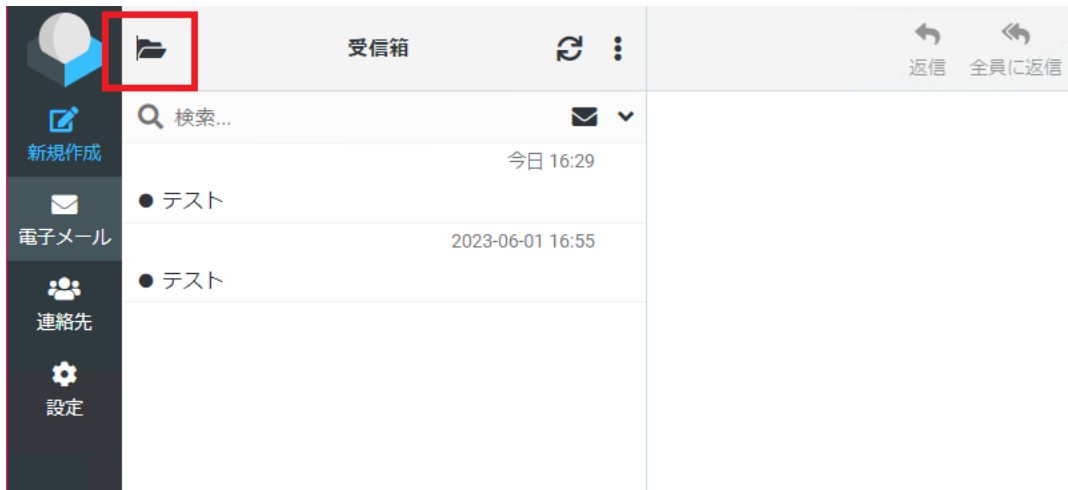 受信箱
返信
全員に返信
検索...
新規作成
今日 16:29
テスト
電子メール
2023-06-01 16:55
テスト
連絡先
設定